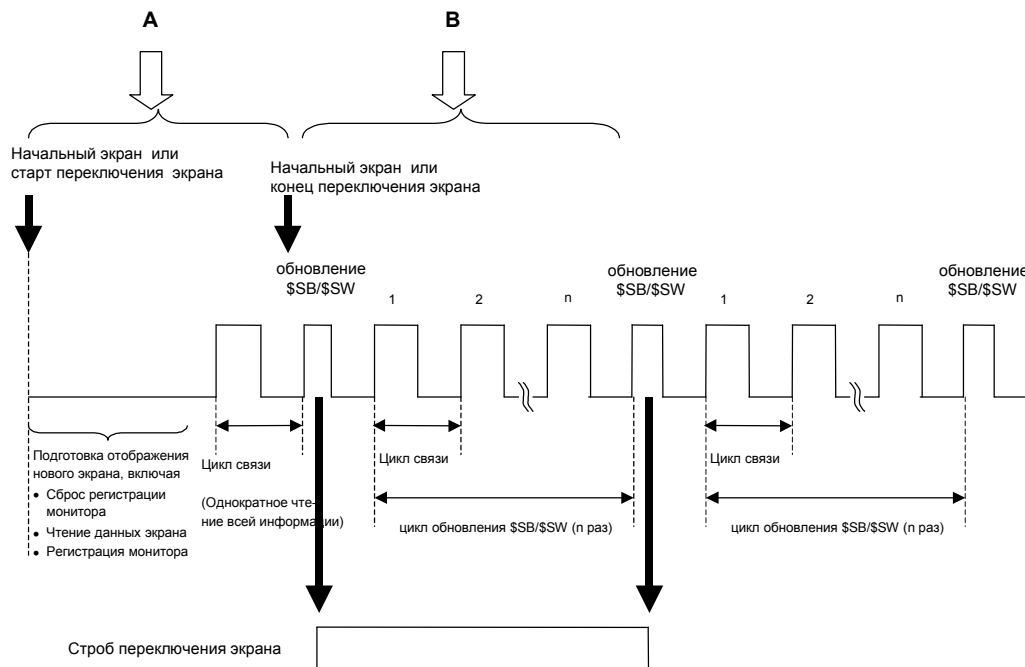 A
B
Начальный экран или
старт переключения экрана
Начальный экран или
конец переключения экрана
обновление
$SB/$SW
1
2
n
обновление
$SB/$SW
1
2
n
обновление
$SB/$SW
Подготовка отображения
нового экрана, включая
• Сброс регистрации
монитора
• Чтение данных экрана
• Регистрация монитора
Цикл связи
(Однократное чте-
ние всей информации)
Цикл связи
цикл обновления $SB/$SW (n раз)
Цикл связи
цикл обновления $SB/$SW (n раз)
Строб переключения экрана